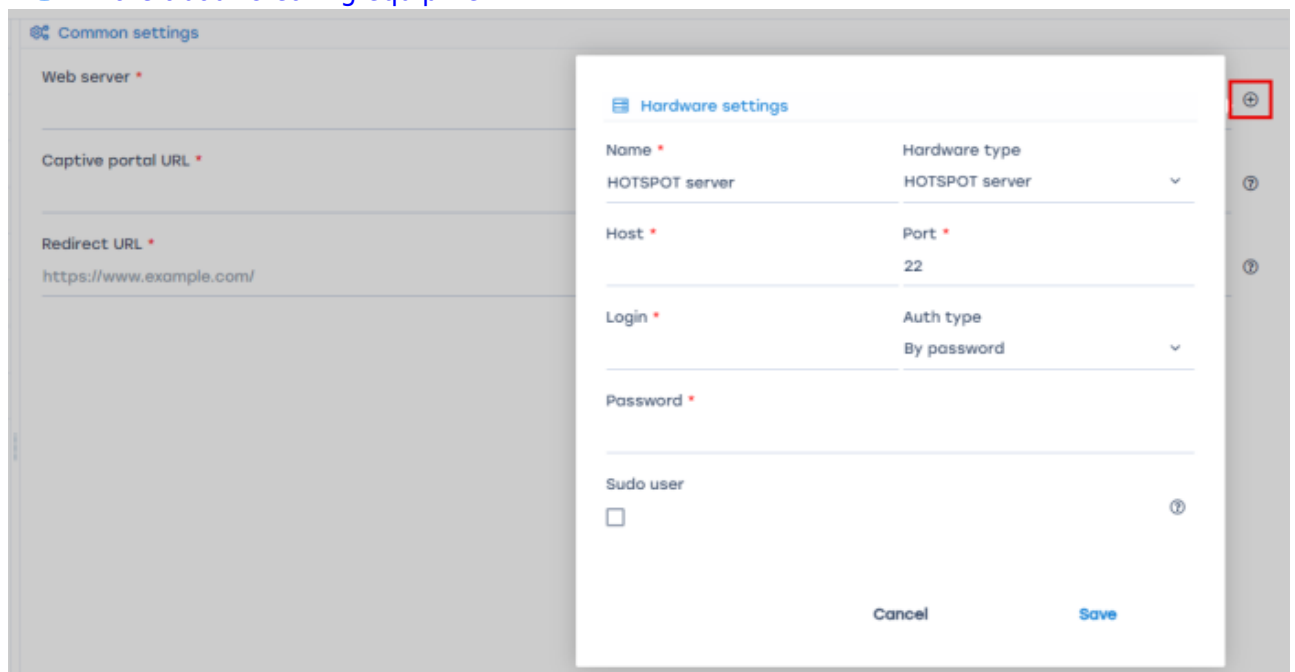 Common settings
Web server *
Captive portal URL *
Redirect URL *
https://www.example.com/
Hardware settings
Name *
Hardware type
HOTSPOT server
HOTSPOT server
Host *
Port *
22
Login *
Auth type
By password
Password *
Sudo user
Cancel
Save